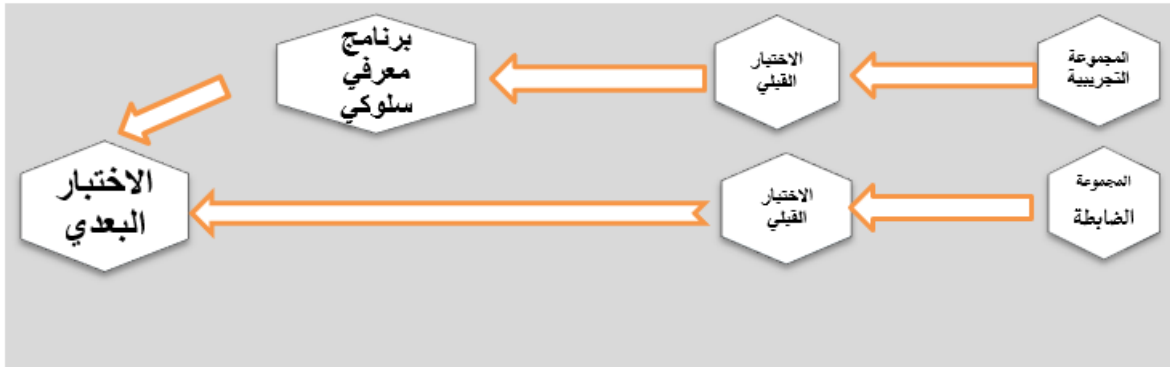 المجموعة
التجريبية
الاختبار
القبلي
برنامج
معرفي
سلوكي
المجموعة
الضابطة
الاختبار
القبلي
الاختبار
البعدي